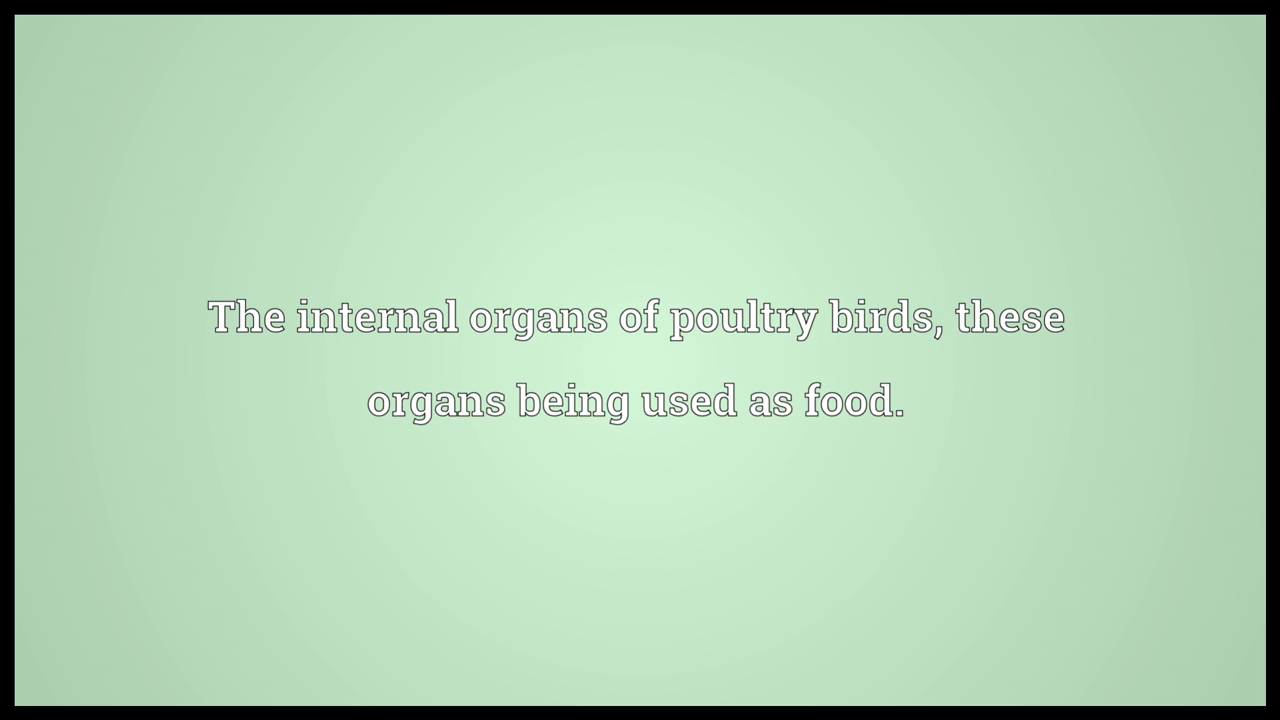 The internal organs of poultry birds, these
organs being used as food.